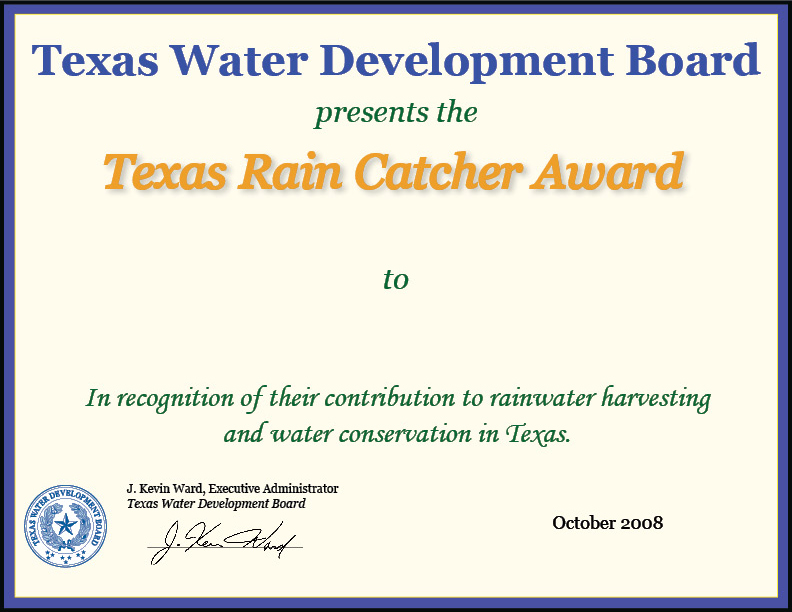 Texas Water Development Board
presents the
Texas Rain Catcher Award
to
In recognition of their contribution to rainwater harvesting
and water conservation in Texas.
J. Kevin Ward, Executive Administrator
Texas Water Development Board
J. Kevin Ward
October 2008
TEXAS WATER DEVELOPMENT BOARD